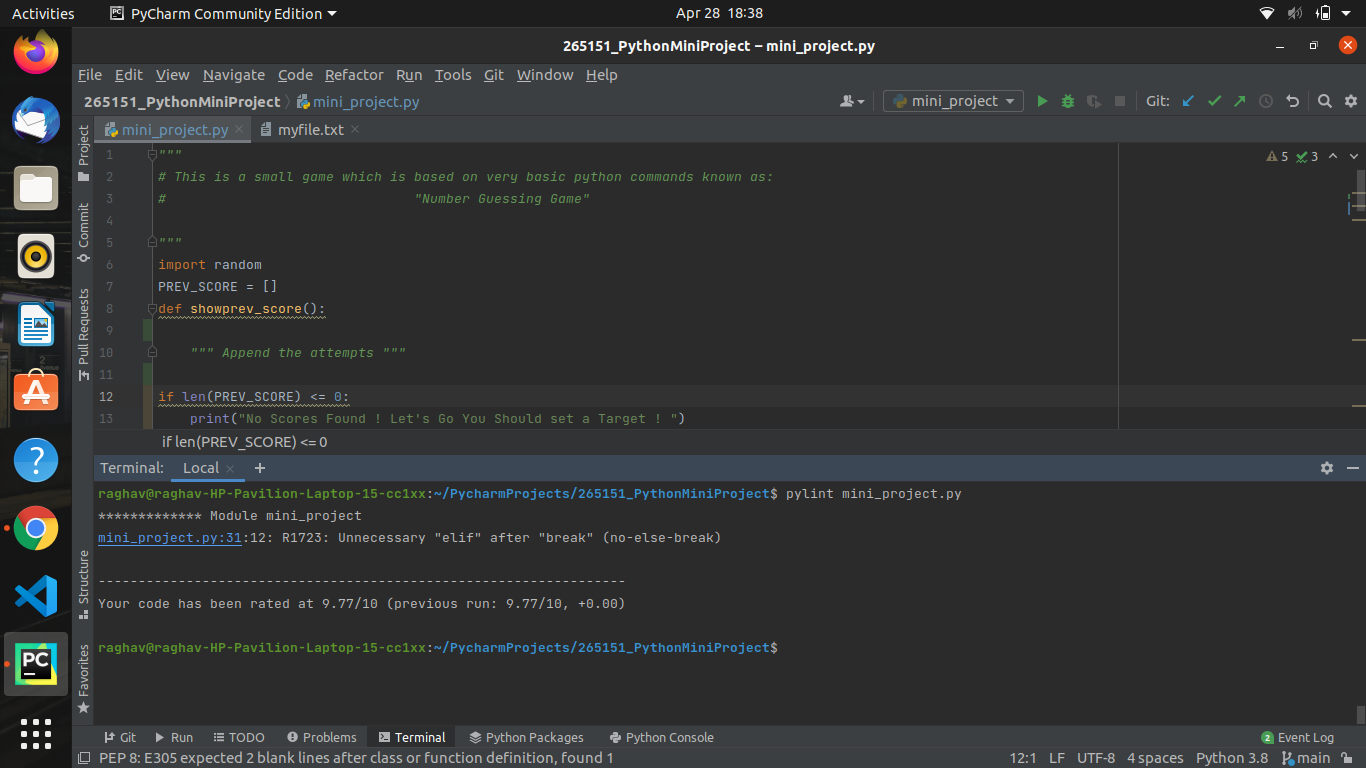 Activities PyCharm Community Edition Apr 28 18:38
265151_PythonMiniProject – mini_project.py
File Edit View Navigate Code Refactor Run Tools Git Window Help
265151_PythonMiniProject mini_project.py mini_project Git:
mini_project.py myfile.txt
Project
Commit
Pull Requests
Structure
Favorites
5 3
1 """
2 # This is a small game which is based on very basic python commands known as:
3 # "Number Guessing Game"
4
5 """
6 import random
7 PREV_SCORE = []
8 def showprev_score():
9
10 """ Append the attempts """
11
12 if len(PREV_SCORE) <= 0:
13 print("No Scores Found ! Let's Go You Should set a Target ! ")
if len(PREV_SCORE) <= 0
Terminal: Local +
raghav@raghav-HP-Pavilion-Laptop-15-cc1xx:~/PycharmProjects/265151_PythonMiniProject$ pylint mini_project.py
************* Module mini_project
mini_project.py:31:12: R1723: Unnecessary "elif" after "break" (no-else-break)
------------------------------------------------------------------
Your code has been rated at 9.77/10 (previous run: 9.77/10, +0.00)
raghav@raghav-HP-Pavilion-Laptop-15-cc1xx:~/PycharmProjects/265151_PythonMiniProject$
PC
Git Run TODO Problems Terminal Python Packages Python Console 2 Event Log
PEP 8: E305 expected 2 blank lines after class or function definition, found 1 12:1 LF UTF-8 4 spaces Python 3.8 main